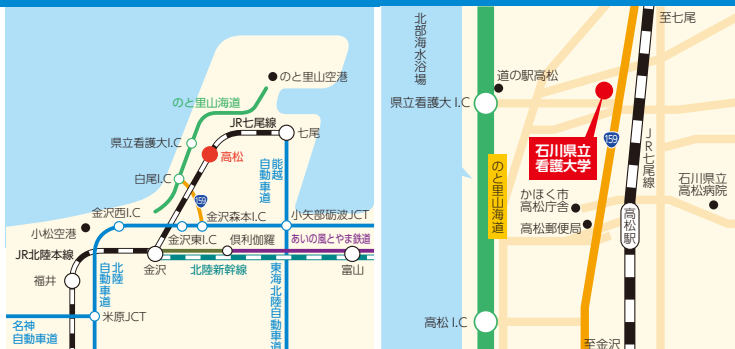 のと里山空港
のと里山海道
JR七尾線
七尾
県立看護大I.C
高松
白尾I.C
能越
自動車道
159
金沢西I.C
金沢森本I.C
小矢部砺波JCT
小松空港
金沢東I.C
倶利伽羅
あいの風とやま鉄道
JR北陸本線
金沢
北陸新幹線
富山
福井
北陸
自動車道
東海北陸自動車道
米原JCT
名神
自動車道
北部海水浴場
至七尾
道の駅高松
県立看護大 I.C
159
石川県立
看護大学
JR七尾線
のと里山海道
石川県立
高松病院
かほく市
高松庁舎
高松駅
高松郵便局
高松 I.C
至金沢